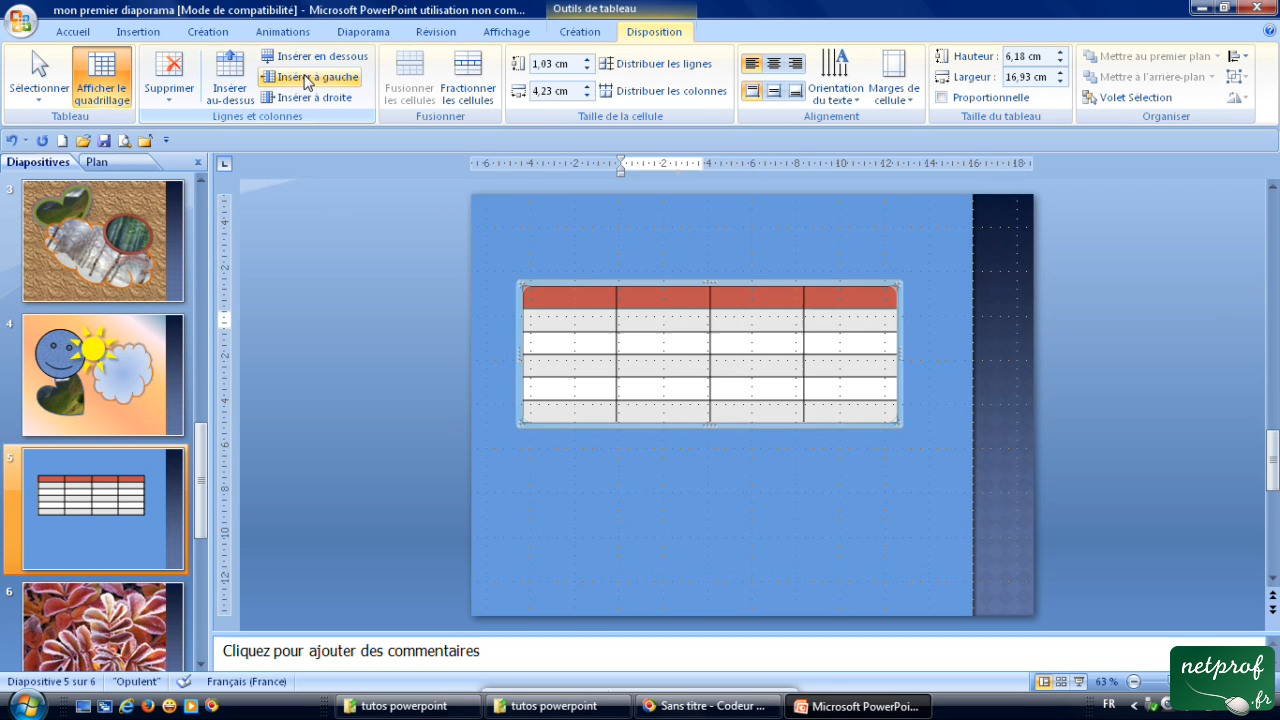 mon premier diaporama [Mode de compatibilité] - Microsoft PowerPoint utilisation non com...
Outils de tableau
Accueil Insertion Création Animations Diaporama Révision Affichage Création Disposition
Sélectionner
Afficher le quadrillage
Tableau
Supprimer
Insérer au-dessus
Insérer en dessous
Insérer à gauche
Insérer à droite
Lignes et colonnes
Fusionner les cellules
Fractionner les cellules
Fusionner
1,03 cm
Distribuer les lignes
4,23 cm
Distribuer les colonnes
Taille de la cellule
Orientation du texte
Marges de cellule
Alignement
Hauteur : 6,18 cm
Largeur : 16,93 cm
Proportionnelle
Taille du tableau
Mettre au premier plan
Mettre à l'arrière-plan
Volet Sélection
Organiser
Diapositives Plan
3
4
5
6
Cliquez pour ajouter des commentaires
Diapositive 5 sur 6 "Opulent" Français (France) 63 %
tutos powerpoint tutos powerpoint Sans titre - Codeur ... Microsoft PowerPoi... FR
netprof
.fr